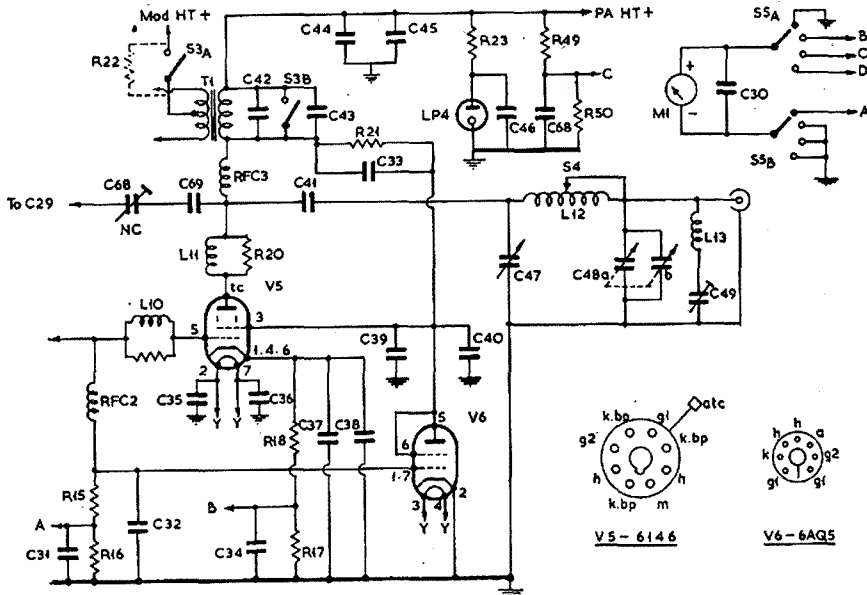 Mod HT+
C44
C45
PA HT+
S5A
B
C
D
R22
S3A
T1
C42
S3B
C43
R23
R49
C
LP4
C46
C68
R50
+
M1
-
C30
A
S5B
R21
C33
RFC3
S4
C68
C69
C41
To C29
NC
L12
L11
R20
L13
C47
C48a
b
C49
tc
V5
L10
5
3
1.4.6
2
7
C39
C40
RFC2
C35
C36
Y
Y
C37
C38
R18
V6
5
6
1.7
3
4
2
Y
Y
R15
A
C31
R16
C32
B
C34
R17
k.bp
g1
atc
g2
k.bp
h
h
k.bp
m
V5-6146
h
h
a
k
g2
g1
g1
V6-6AQ5